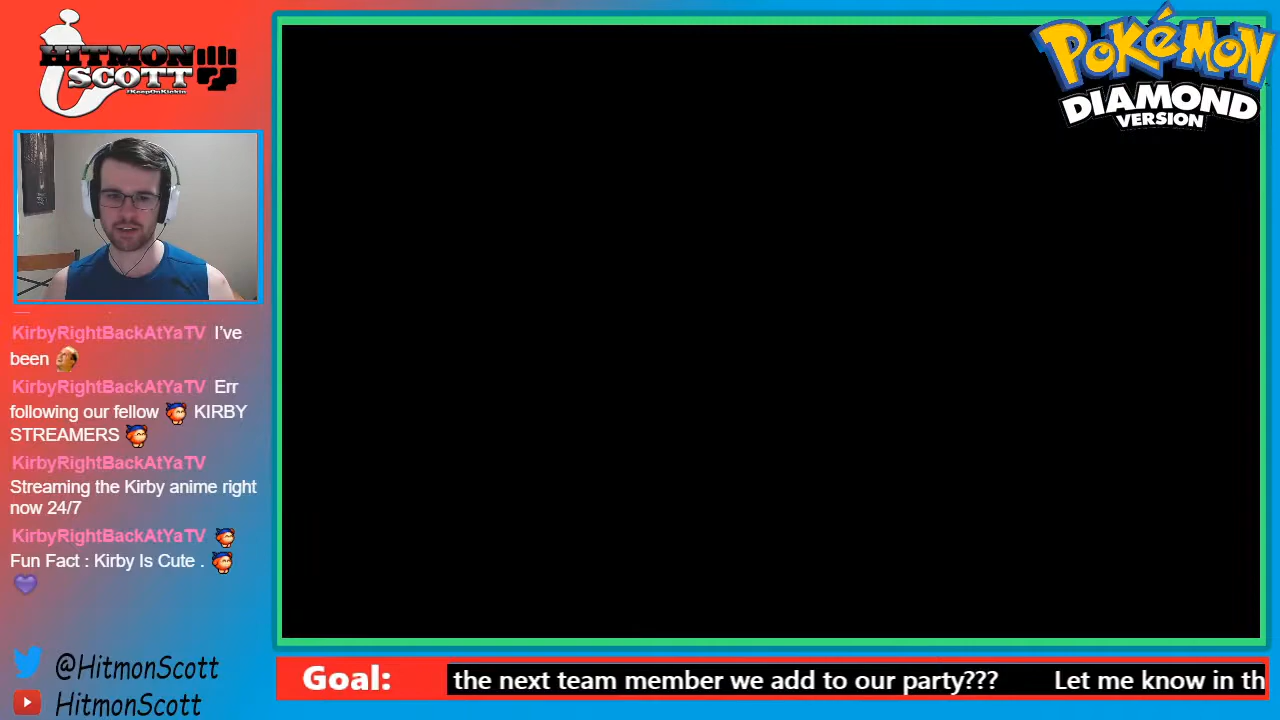 HITMON
SCOTT
#KeepOnKickin
POKéMON
DIAMOND
VERSION
KirbyRightBackAtYaTV I've
been
KirbyRightBackAtYaTV Err
following our fellow KIRBY
STREAMERS
KirbyRightBackAtYaTV
Streaming the Kirby anime right
now 24/7
KirbyRightBackAtYaTV
Fun Fact : Kirby Is Cute .
@HitmonScott
HitmonScott
Goal: the next team member we add to our party??? Let me know in th